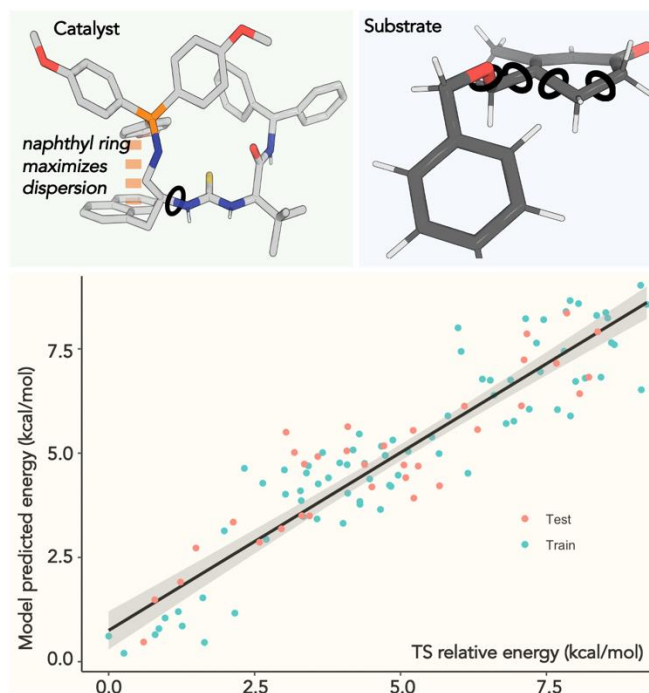 Catalyst
naphthyl ring
maximizes
dispersion
Substrate
Model predicted energy (kcal/mol)
7.5
5.0
2.5
0.0
Test
Train
TS relative energy (kcal/mol)
0.0
2.5
5.0
7.5